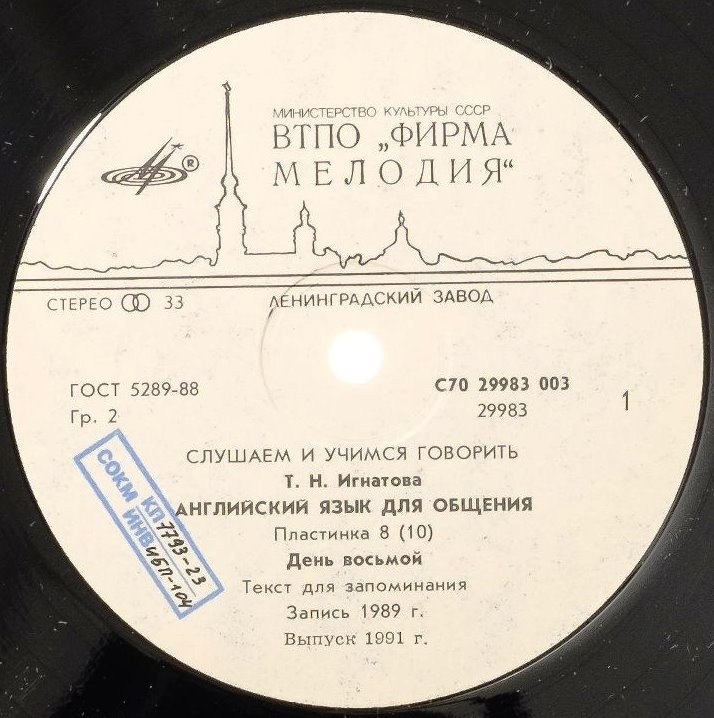 МИНИСТЕРСТВО КУЛЬТУРЫ СССР
ВТПО „ФИРМА
МЕЛОДИЯ“
®
СТЕРЕО 33
ЛЕНИНГРАДСКИЙ ЗАВОД
ГОСТ 5289-88
Гр. 2
С70 29983 003
29983
1
СЛУШАЕМ И УЧИМСЯ ГОВОРИТЬ
Т. Н. Игнатова
АНГЛИЙСКИЙ ЯЗЫК ДЛЯ ОБЩЕНИЯ
Пластинка 8 (10)
День восьмой
Текст для запоминания
Запись 1989 г.
Выпуск 1991 г.
СОКМ КП 7793-23
ИНВ ИБП-104